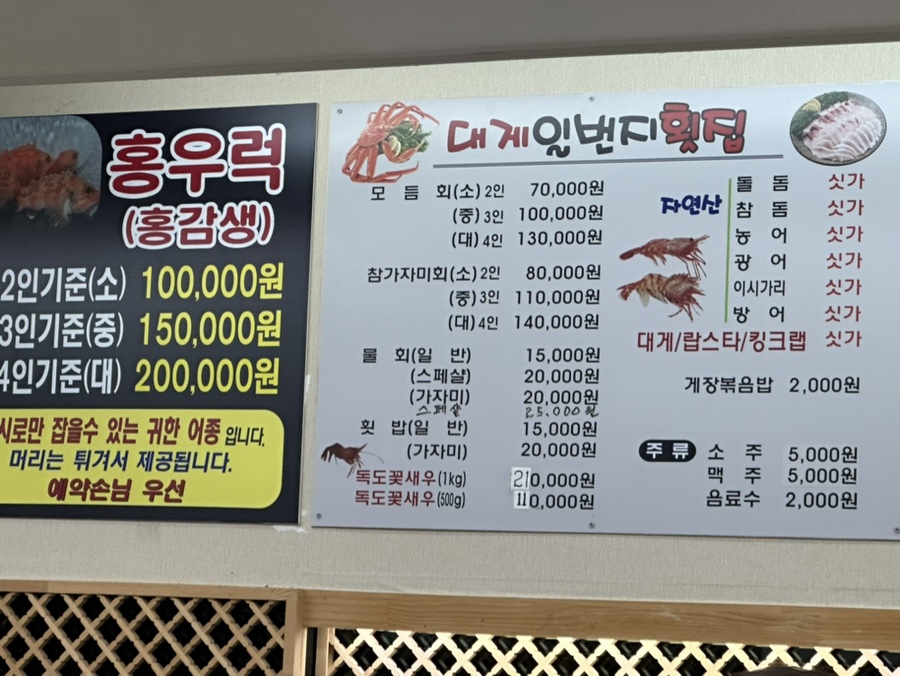 홍우럭
(홍감생)
2인기준(소) 100,000원
3인기준(중) 150,000원
4인기준(대) 200,000원
시로만 잡을수 있는 귀한 어종 입니다.
머리는 튀겨서 제공됩니다.
예약손님 우선
대게일번지횟집
모듬회(소) 2인 70,000원
(중) 3인 100,000원
(대) 4인 130,000원
참가자미회(소) 2인 80,000원
(중) 3인 110,000원
(대) 4인 140,000원
물회(일반) 15,000원
(스페샬) 20,000원
(가자미) 20,000원
스페샬 25,000원
횟밥(일반) 15,000원
(가자미) 20,000원
독도꽃새우(1kg) 210,000원
독도꽃새우(500g) 110,000원
자연산
돌돔 싯가
참돔 싯가
농어 싯가
광어 싯가
이시가리 싯가
방어 싯가
대게/랍스타/킹크랩 싯가
게장볶음밥 2,000원
주류
소주 5,000원
맥주 5,000원
음료수 2,000원